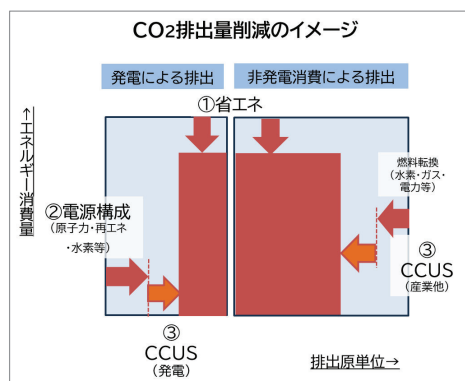 CO2排出量削減のイメージ
発電による排出
非発電消費による排出
①省エネ
↑エネルギー消費量
燃料転換
(水素・ガス・
電力等)
②電源構成
(原子力・再エネ
・水素等)
③
CCUS
(産業他)
③
CCUS
(発電)
排出原単位→